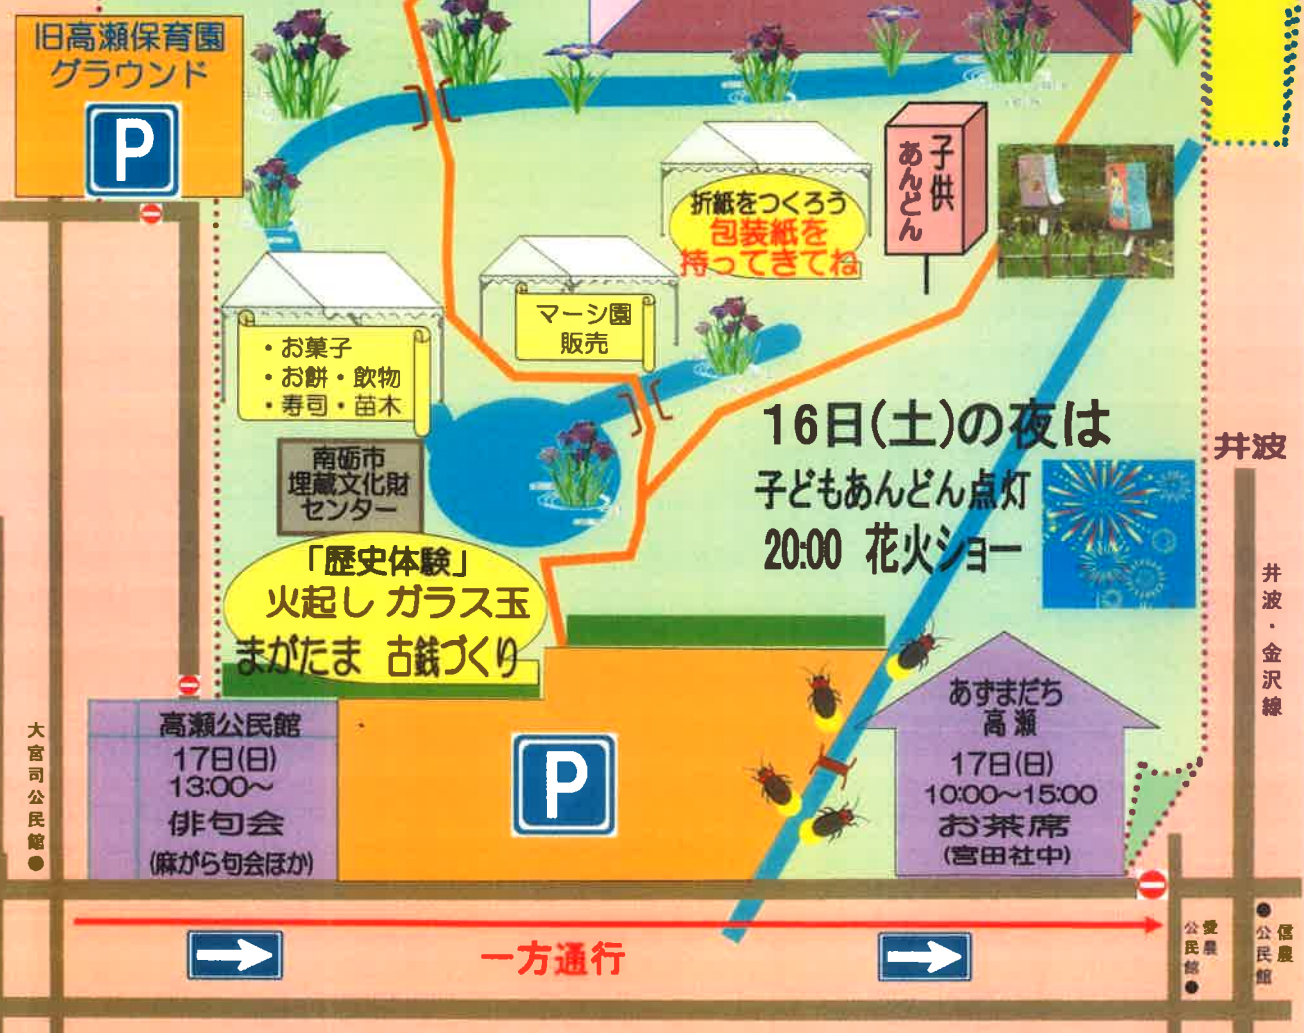 旧高瀬保育園
グラウンド
P
折紙をつくろう
包装紙を
持ってきてね
子供
あんどん
マーシ園
販売
・お菓子
・お餅・飲物
・寿司・苗木
南砺市
埋蔵文化財
センター
「歴史体験」
火起し ガラス玉
まがたま 古銭づくり
16日(土)の夜は
子どもあんどん点灯
20:00 花火ショー
井波
井波・金沢線
大宮司公民館●
高瀬公民館
17日(日)
13:00～
俳句会
(麻がら句会ほか)
P
あずまだち
高瀬
17日(日)
10:00～15:00
お茶席
(宮田社中)
一方通行
愛農
公民館●
信農
●公民館